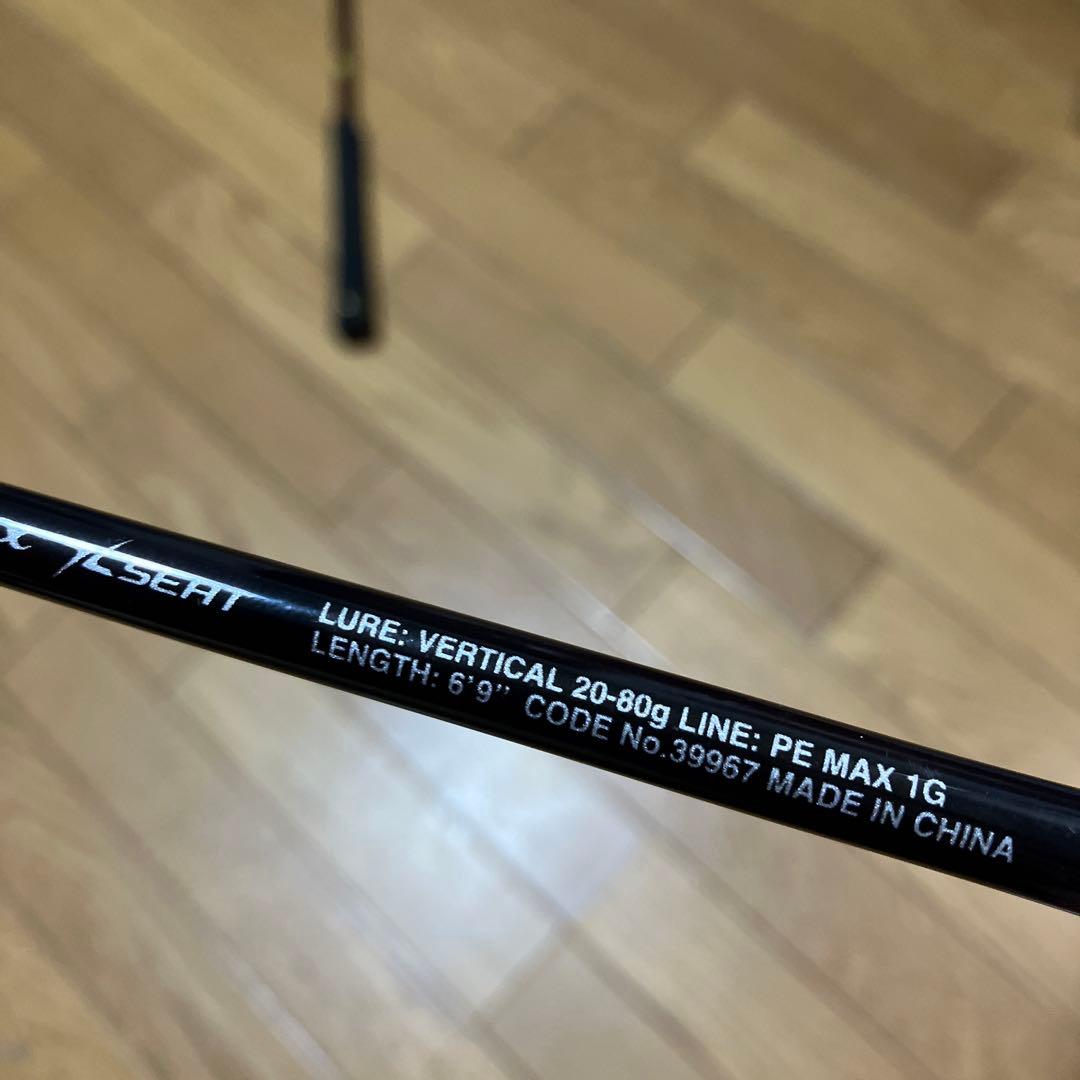 SEAT
LURE: VERTICAL 20-80g LINE: PE MAX 1G
LENGTH: 6'9" CODE No.39967 MADE IN CHINA